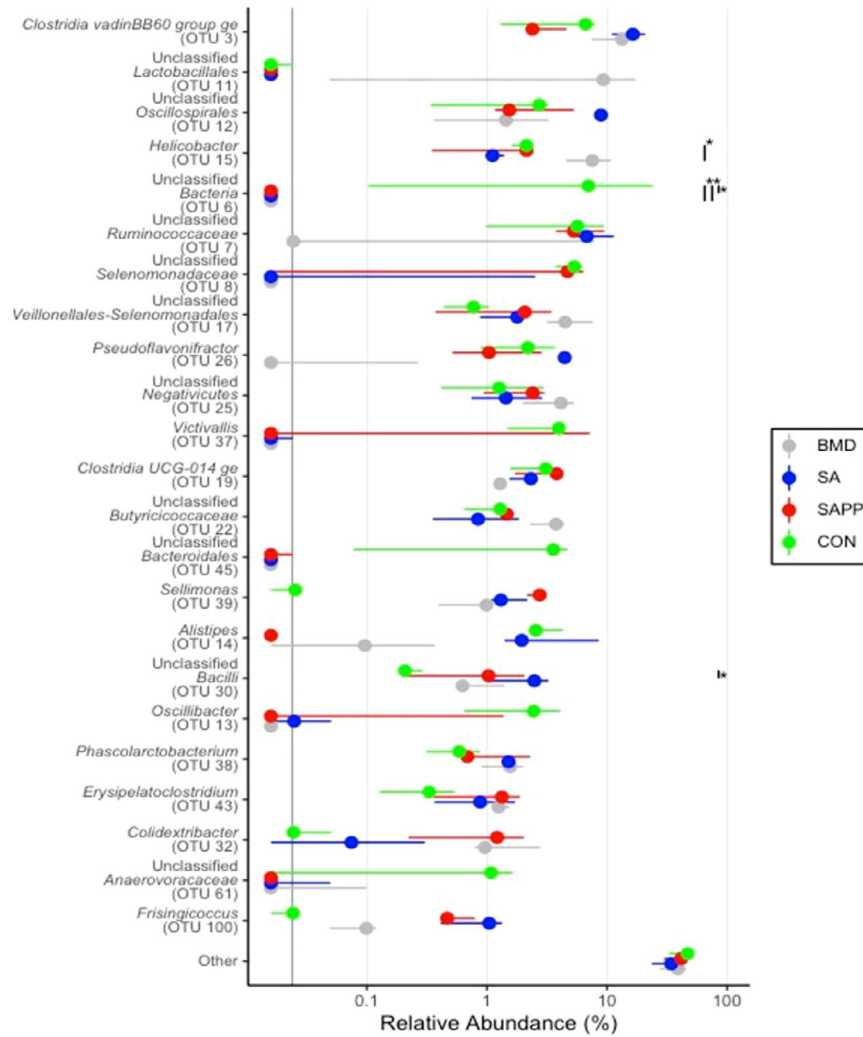 Clostridia vadinBB60 group ge
(OTU 3)
Unclassified
Lactobacillales
(OTU 11)
Unclassified
Oscillospirales
(OTU 12)
Helicobacter
(OTU 15)
*
Unclassified
Bacteria
(OTU 6)
**
*
Unclassified
Ruminococcaceae
(OTU 7)
Unclassified
Selenomonadaceae
(OTU 8)
Unclassified
Veillonellales-Selenomonadales
(OTU 17)
Pseudoflavonifractor
(OTU 26)
Unclassified
Negativicutes
(OTU 25)
Victivallis
(OTU 37)
Clostridia UCG-014 ge
(OTU 19)
Unclassified
Butyricicoccaceae
(OTU 22)
Unclassified
Bacteroidales
(OTU 45)
Sellimonas
(OTU 39)
Alistipes
(OTU 14)
Unclassified
Bacilli
(OTU 30)
*
Oscillibacter
(OTU 13)
Phascolarctobacterium
(OTU 38)
Erysipelatoclostridium
(OTU 43)
Colidextribacter
(OTU 32)
Unclassified
Anaerovoracaceae
(OTU 61)
Frisingicoccus
(OTU 100)
Other
BMD
SA
SAPP
CON
0.1 1 10 100
Relative Abundance (%)